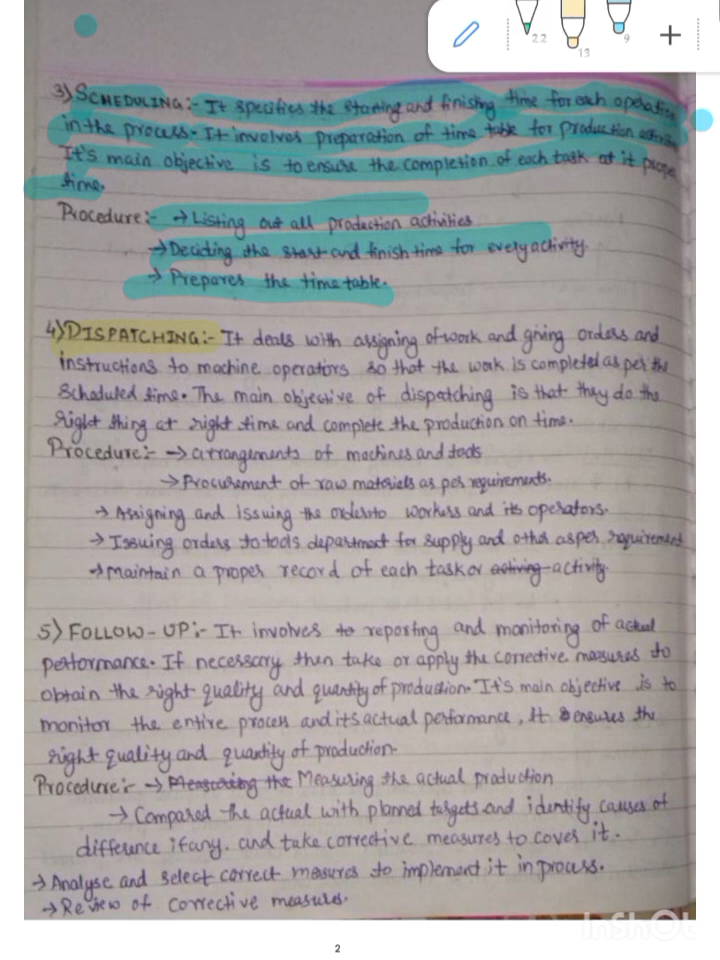 2.2
13
9
3) SCHEDULING:- It specifies the starting and finishing time for each operation
in the process. It involves preparation of time table for production
It's main objective is to ensure the completion of each task at it prope
time.
Procedure:- → Listing out all production activities
→ Deciding the start and finish time for every activity.
→ Prepares the time table.
4) DISPATCHING:- It deals with assigning of work and giving orders and
instructions to machine operators so that the work is completed as per the
Scheduled time. The main objective of dispatching is that they do the
right thing at right time and complete the production on time.
Procedure:- → arrangements of machines and tools
→ Procurement of raw materials as per requirements.
→ Assigning and issuing the orders to workers and its operators.
→ Issuing orders to tools department for supply and other as per requirement
→ Maintain a proper record of each task or activing activity.
5) FOLLOW-UP:- It involves to reporting and monitoring of actual
performance. If necessary then take or apply the corrective measures to
obtain the right quality and quantity of production. It's main objective is to
monitor the entire process and its actual performance, It ensures the
right quality and quantity of production.
Procedure:- → Measuring the Measuring the actual production
→ Compared the actual with planned targets and identify causes of
difference if any. and take corrective measures to cover it.
→ Analyse and select correct measures to implement it in process.
→ Review of corrective measures.
InShOt
2